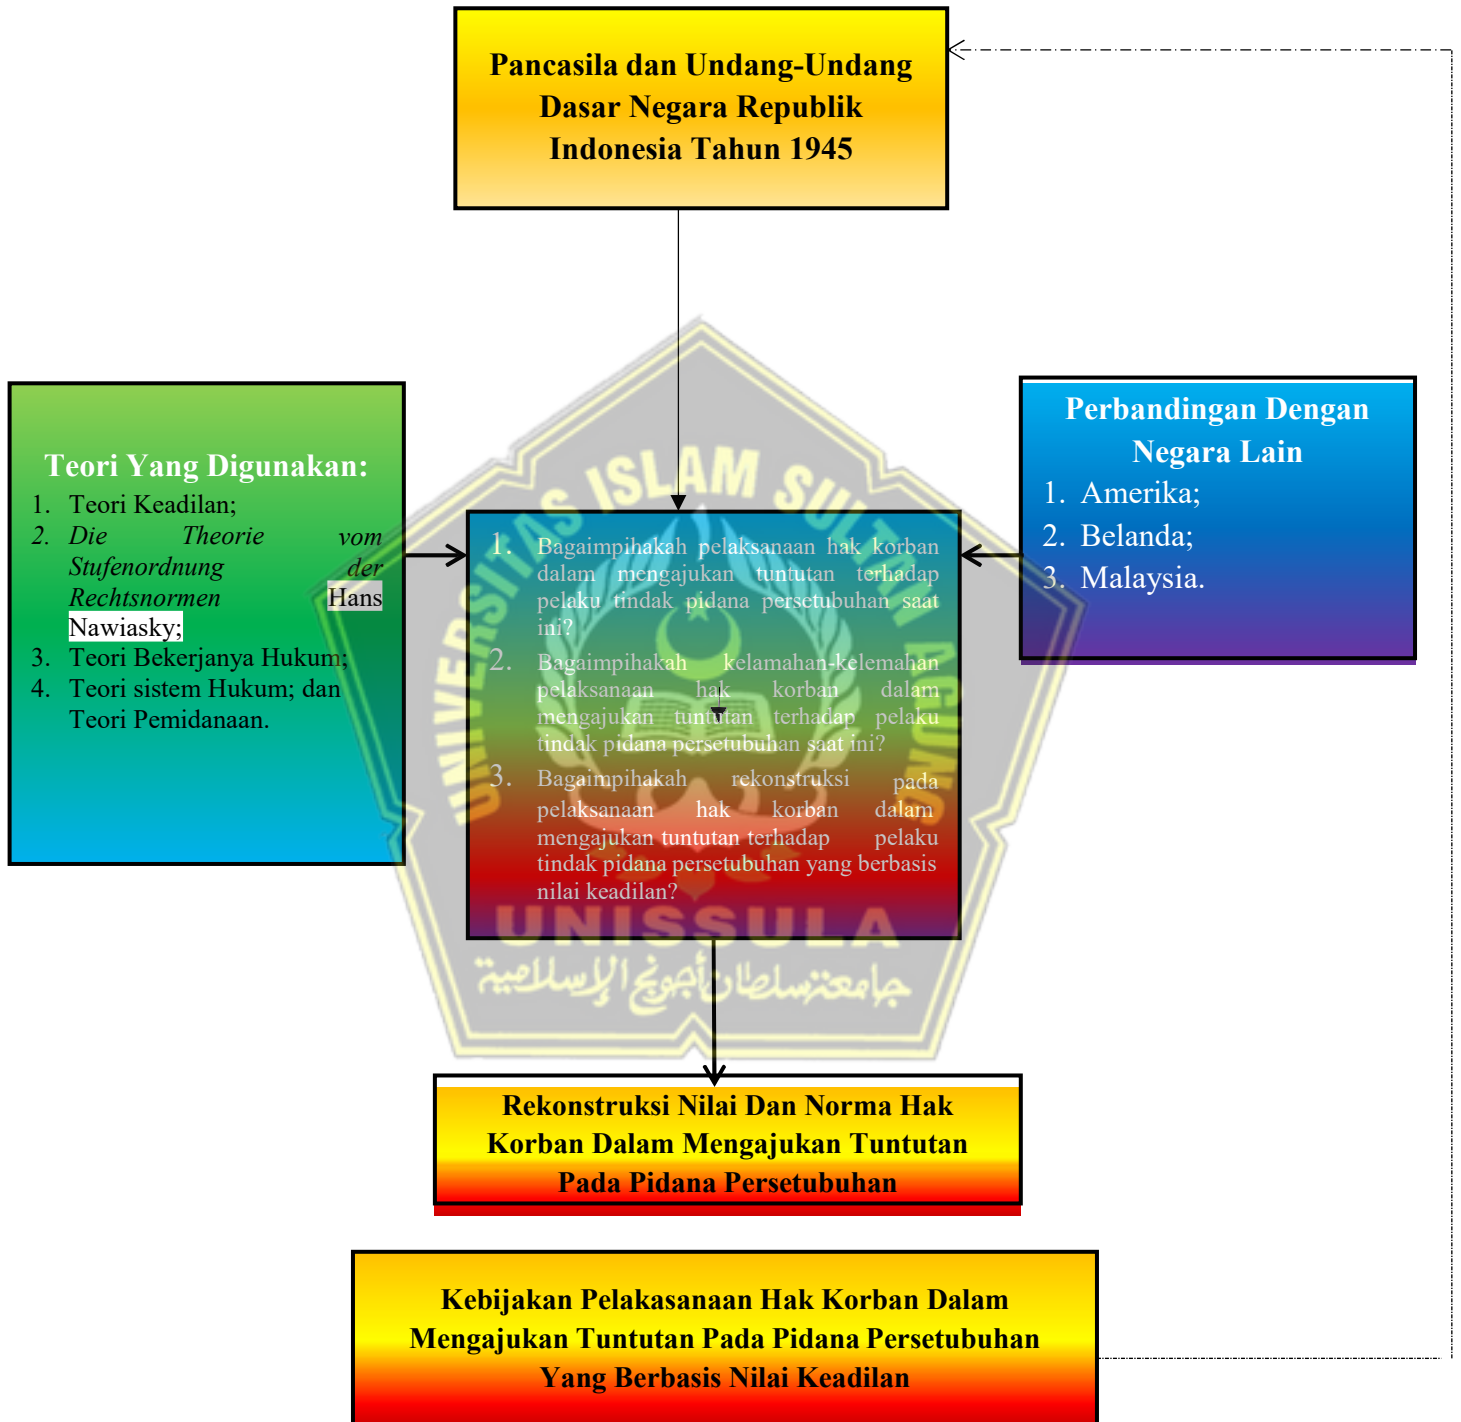 Pancasila dan Undang-Undang
Dasar Negara Republik
Indonesia Tahun 1945
Teori Yang Digunakan:
1. Teori Keadilan;
2. Die Theorie vom
Stufenordnung der
Rechtsnormen Hans
Nawiasky;
3. Teori Bekerjanya Hukum;
4. Teori sistem Hukum; dan
Teori Pemidanaan.
Perbandingan Dengan
Negara Lain
1. Amerika;
2. Belanda;
3. Malaysia.
1. Bagaimpihakah pelaksanaan hak korban
dalam mengajukan tuntutan terhadap
pelaku tindak pidana persetubuhan saat
ini?
2. Bagaimpihakah kelamahan-kelemahan
pelaksanaan hak korban dalam
mengajukan tuntutan terhadap pelaku
tindak pidana persetubuhan saat ini?
3. Bagaimpihakah rekonstruksi pada
pelaksanaan hak korban dalam
mengajukan tuntutan terhadap pelaku
tindak pidana persetubuhan yang berbasis
nilai keadilan?
UNIVERSITAS ISLAM SULTAN AGUNG
UNISSULA
جامعة سلطان أجونج الإسلامية
Rekonstruksi Nilai Dan Norma Hak
Korban Dalam Mengajukan Tuntutan
Pada Pidana Persetubuhan
Kebijakan Pelakasanaan Hak Korban Dalam
Mengajukan Tuntutan Pada Pidana Persetubuhan
Yang Berbasis Nilai Keadilan